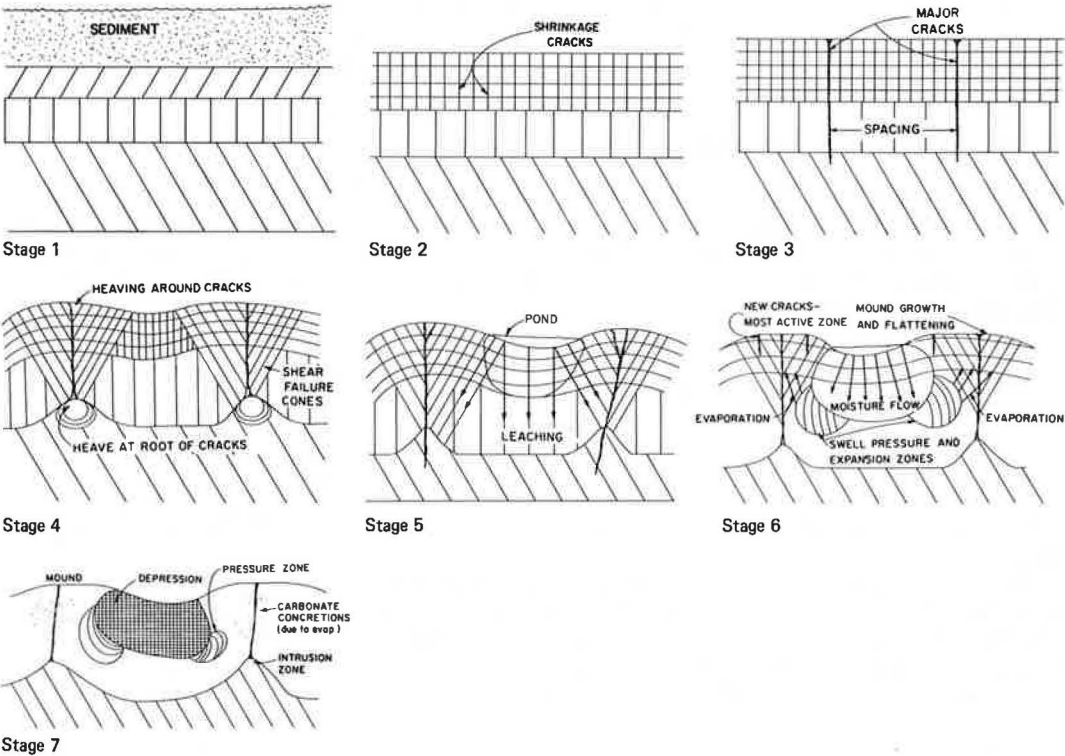 SEDIMENT
Stage 1
SHRINKAGE
CRACKS
Stage 2
MAJOR
CRACKS
SPACING
Stage 3
HEAVING AROUND CRACKS
SHEAR
FAILURE
CONES
HEAVE AT ROOT OF CRACKS
Stage 4
POND
LEACHING
Stage 5
NEW CRACKS-
MOST ACTIVE ZONE
MOUND GROWTH
AND FLATTENING
EVAPORATION
MOISTURE FLOW
EVAPORATION
SWELL PRESSURE AND
EXPANSION ZONES
Stage 6
MOUND
DEPRESSION
PRESSURE ZONE
CARBONATE
CONCRETIONS
(due to evap)
INTRUSION
ZONE
Stage 7